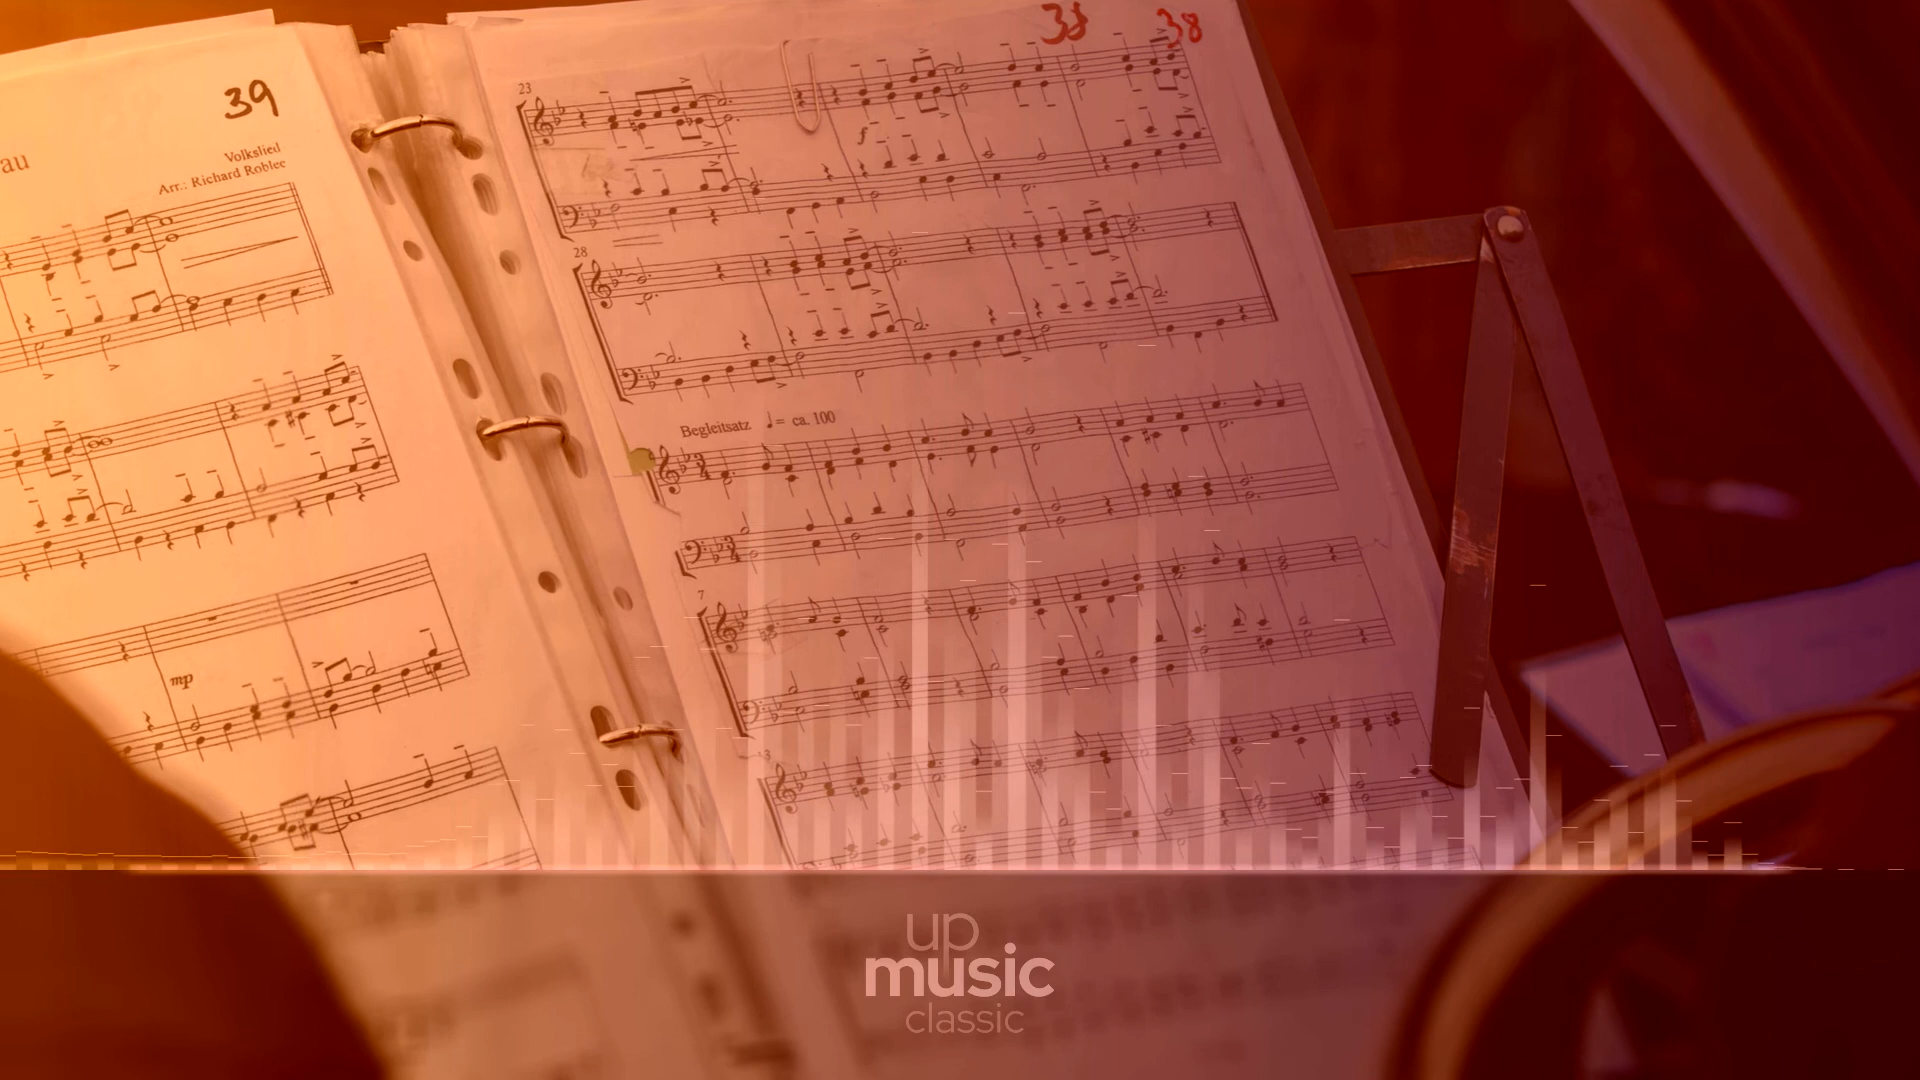 39
au
Volkslied
Arr.: Richard Roblee
mp
38 38
23
f
28
Begleitsatz ♩= ca. 100
7
13
up
music
classic